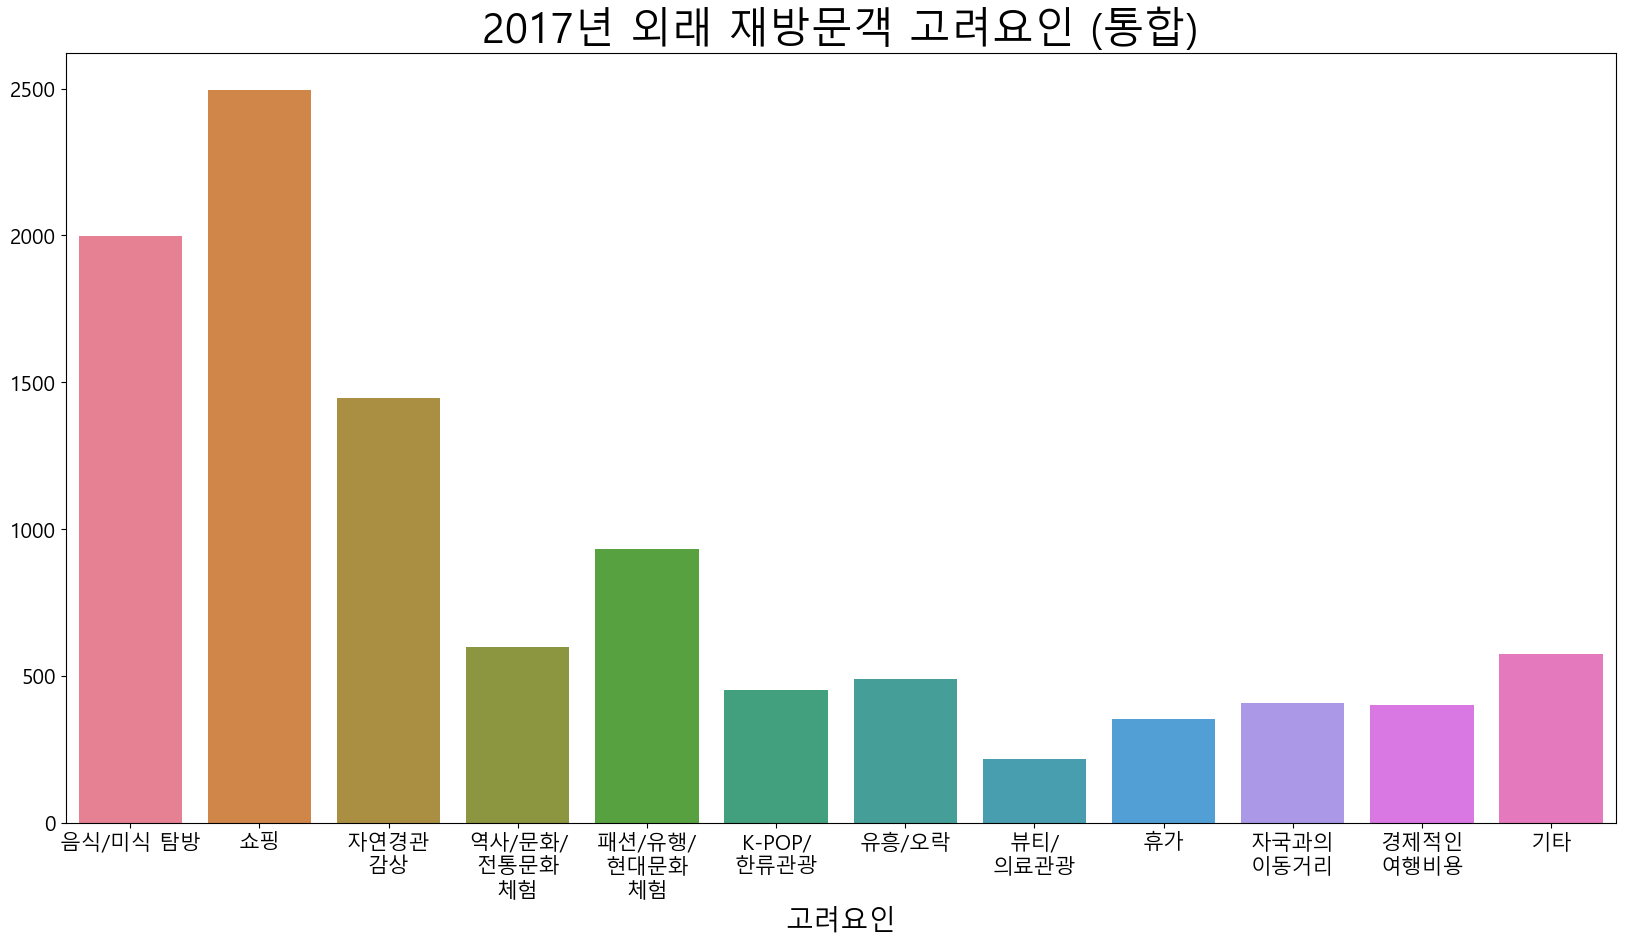 2017년 외래 재방문객 고려요인 (통합)
2500
2000
1500
1000
500
0
음식/미식 탐방
쇼핑
자연경관
감상
역사/문화/
전통문화
체험
패션/유행/
현대문화
체험
K-POP/
한류관광
유흥/오락
뷰티/
의료관광
휴가
자국과의
이동거리
경제적인
여행비용
기타
고려요인